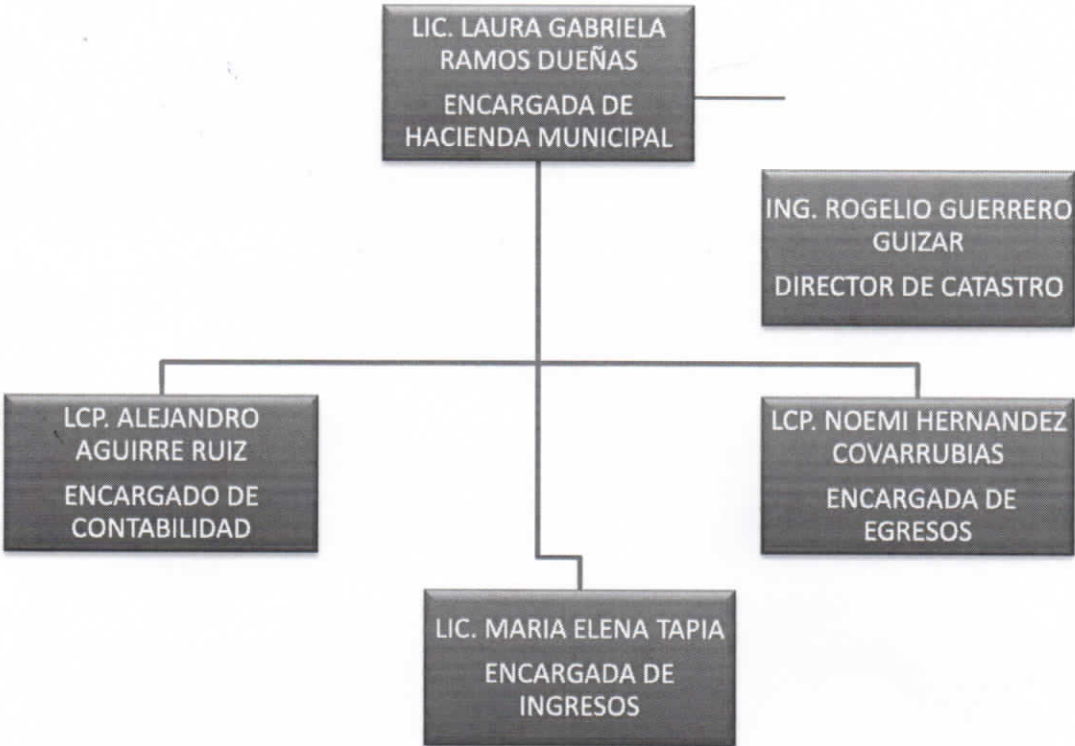 LIC. LAURA GABRIELA
RAMOS DUEÑAS
ENCARGADA DE
HACIENDA MUNICIPAL
ING. ROGELIO GUERRERO
GUIZAR
DIRECTOR DE CATASTRO
LCP. ALEJANDRO
AGUIRRE RUIZ
ENCARGADO DE
CONTABILIDAD
LCP. NOEMI HERNANDEZ
COVARRUBIAS
ENCARGADA DE
EGRESOS
LIC. MARIA ELENA TAPIA
ENCARGADA DE
INGRESOS